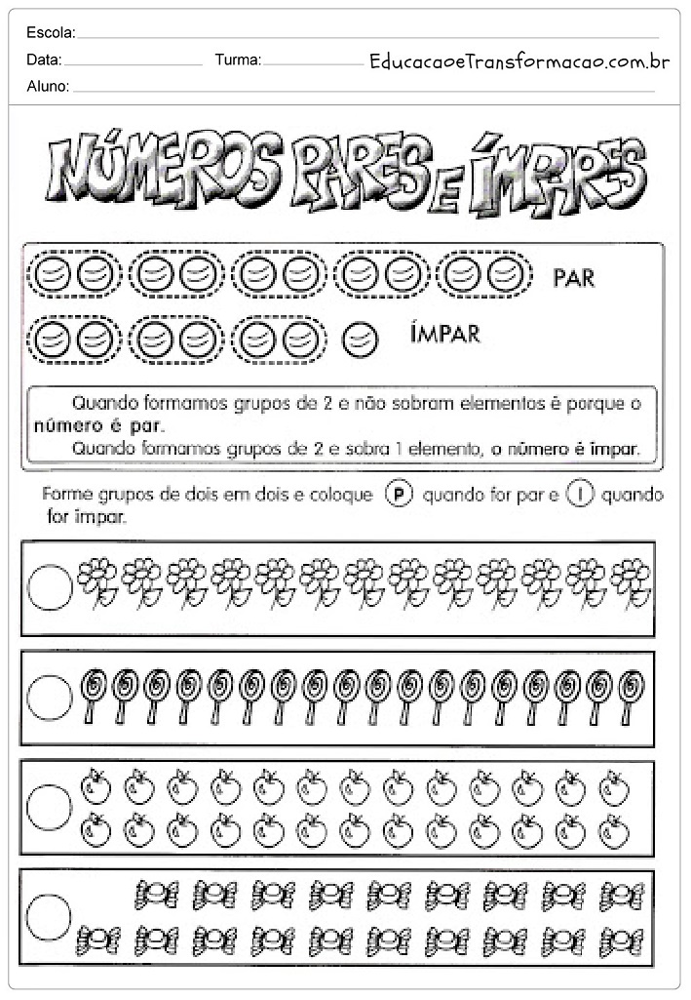 Escola:
Data: Turma: EducacaoeTransformacao.com.br
Aluno:
NÚMEROS PARES E ÍMPARES
PAR
ÍMPAR
Quando formamos grupos de 2 e não sobram elementos é porque o
número é par.
Quando formamos grupos de 2 e sobra 1 elemento, o número é ímpar.
Forme grupos de dois em dois e coloque P quando for par e I quando
for ímpar.